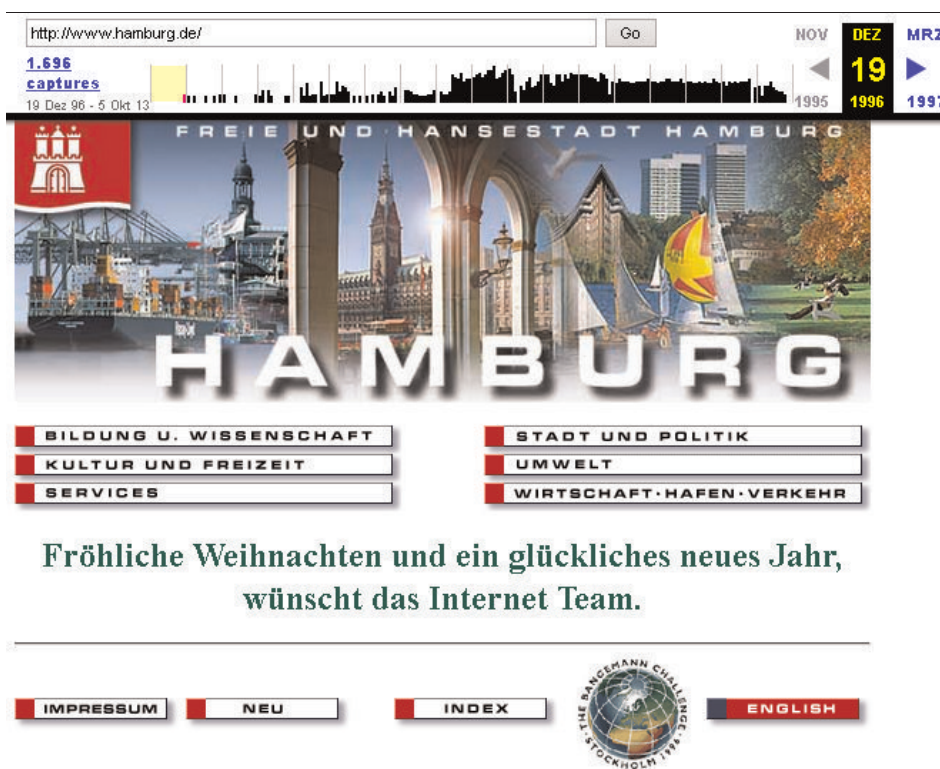 http://www.hamburg.de/ Go NOV DEZ MRZ
1.696 captures 19
19 Dez 96 - 5 Okt 13 1995 1996 1997
FREIE UND HANSESTADT HAMBURG
HAMBURG
BILDUNG U. WISSENSCHAFT STADT UND POLITIK
KULTUR UND FREIZEIT UMWELT
SERVICES WIRTSCHAFT·HAFEN·VERKEHR
Fröhliche Weihnachten und ein glückliches neues Jahr,
wünscht das Internet Team.
IMPRESSUM NEU INDEX THE BANGEMANN CHALLENGE · STOCKHOLM 1996 · ENGLISH